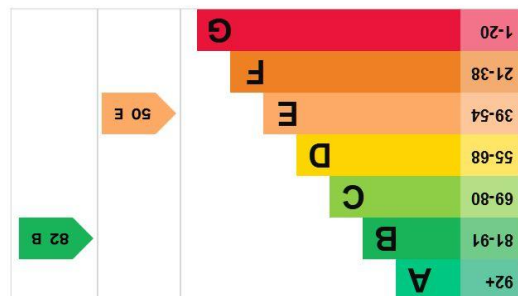 92+ A
81-91 B 82 B
69-80 C
55-68 D
39-54 E 50 E
21-38 F
1-20 G